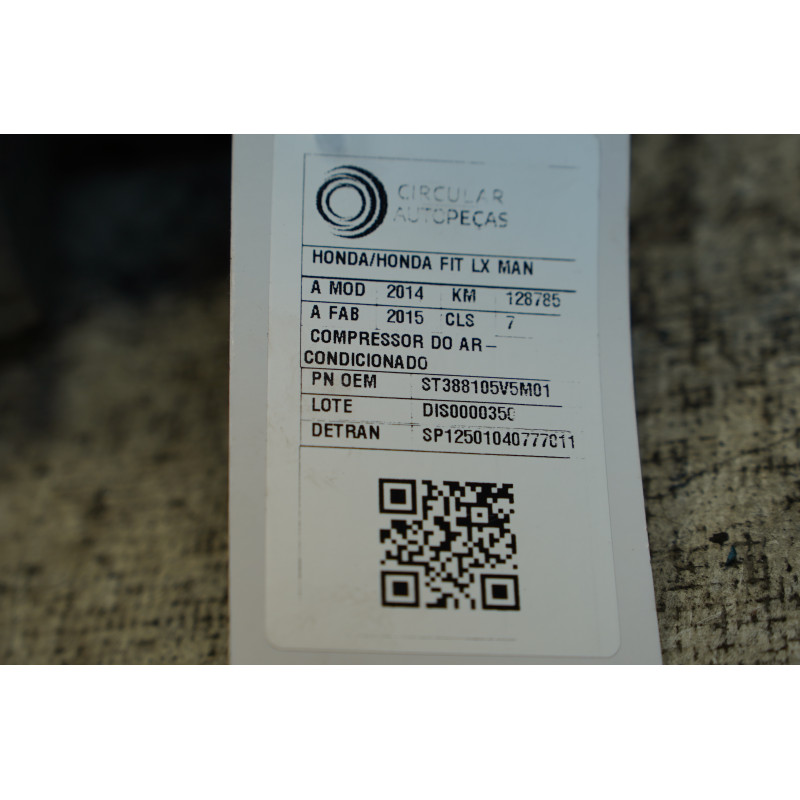 CIRCULAR
AUTOPEÇAS
HONDA/HONDA FIT LX MAN
A MOD 2014 KM 128785
A FAB 2015 CLS 7
COMPRESSOR DO AR-
CONDICIONADO
PN OEM ST388105V5M01
LOTE DIS0000350
DETRAN SP12501040777011